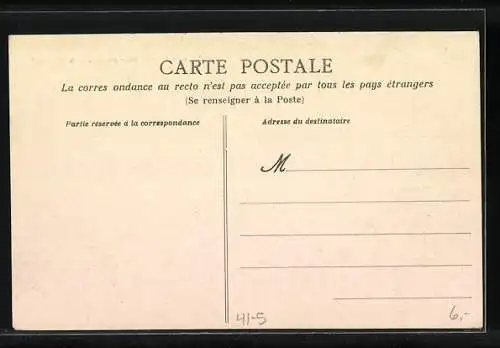 CARTE POSTALE
La corres ondance au recto n'est pas acceptée par tous les pays étrangers
(Se renseigner à la Poste)
Partie réservée à la correspondance
Adresse du destinataire
M
41-5
6,-